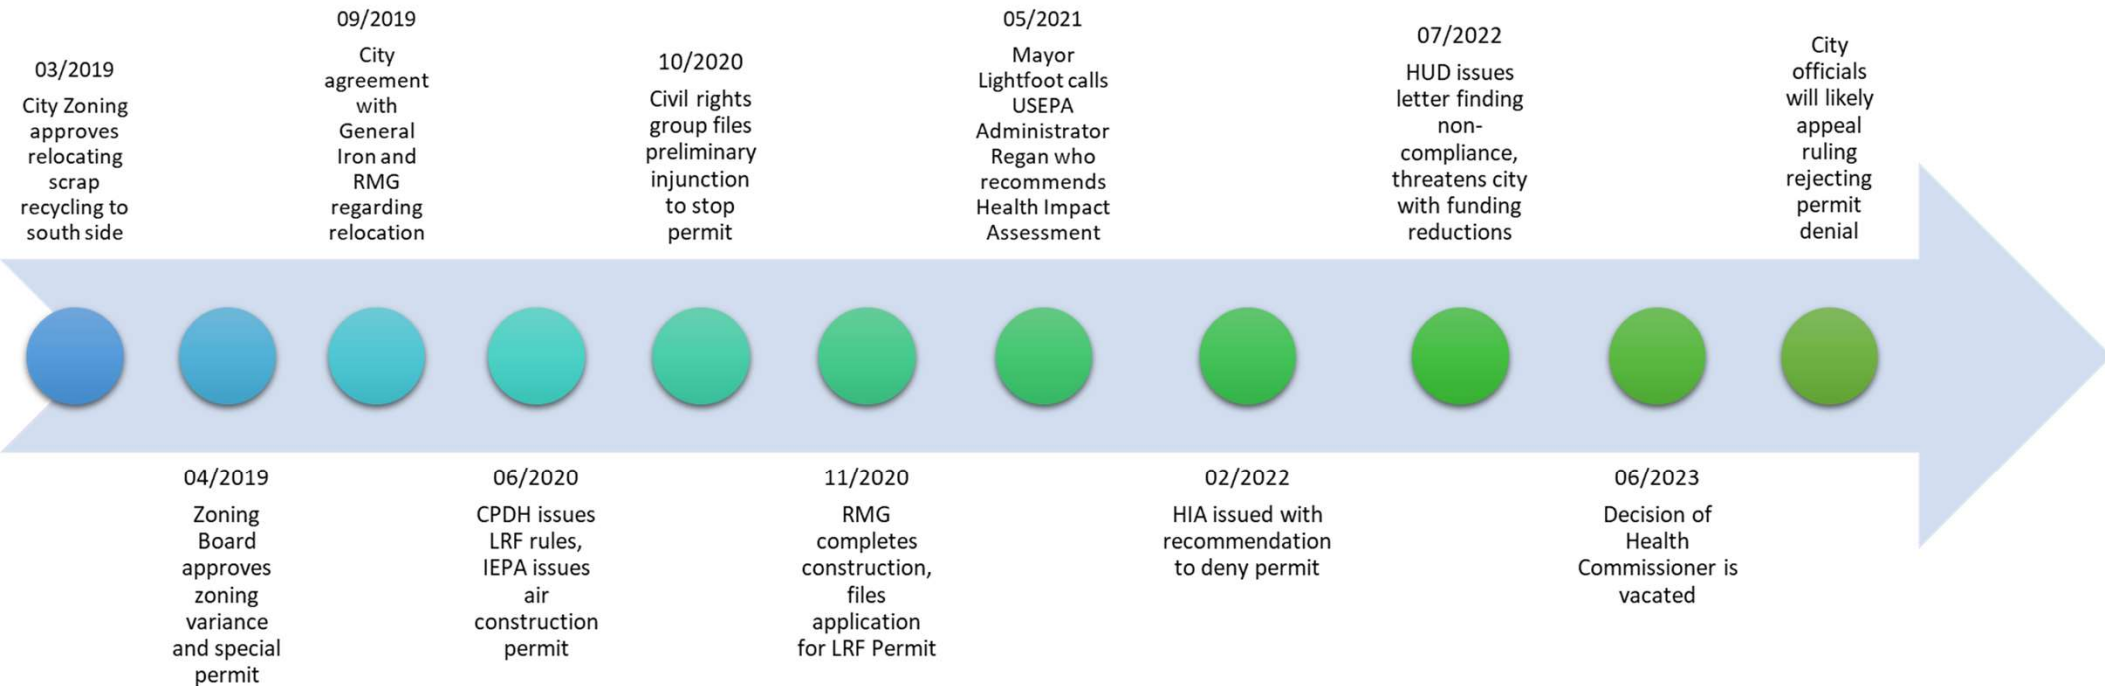 03/2019
City Zoning
approves
relocating
scrap
recycling to
south side
04/2019
Zoning
Board
approves
zoning
variance
and special
permit
09/2019
City
agreement
with
General
Iron and
RMG
regarding
relocation
06/2020
CPDH issues
LRF rules,
IEPA issues
air
construction
permit
10/2020
Civil rights
group files
preliminary
injunction
to stop
permit
11/2020
RMG
completes
construction,
files
application
for LRF Permit
05/2021
Mayor
Lightfoot calls
USEPA
Administrator
Regan who
recommends
Health Impact
Assessment
02/2022
HIA issued with
recommendation
to deny permit
07/2022
HUD issues
letter finding
non-
compliance,
threatens city
with funding
reductions
06/2023
Decision of
Health
Commissioner is
vacated
City
officials
will likely
appeal
ruling
rejecting
permit
denial